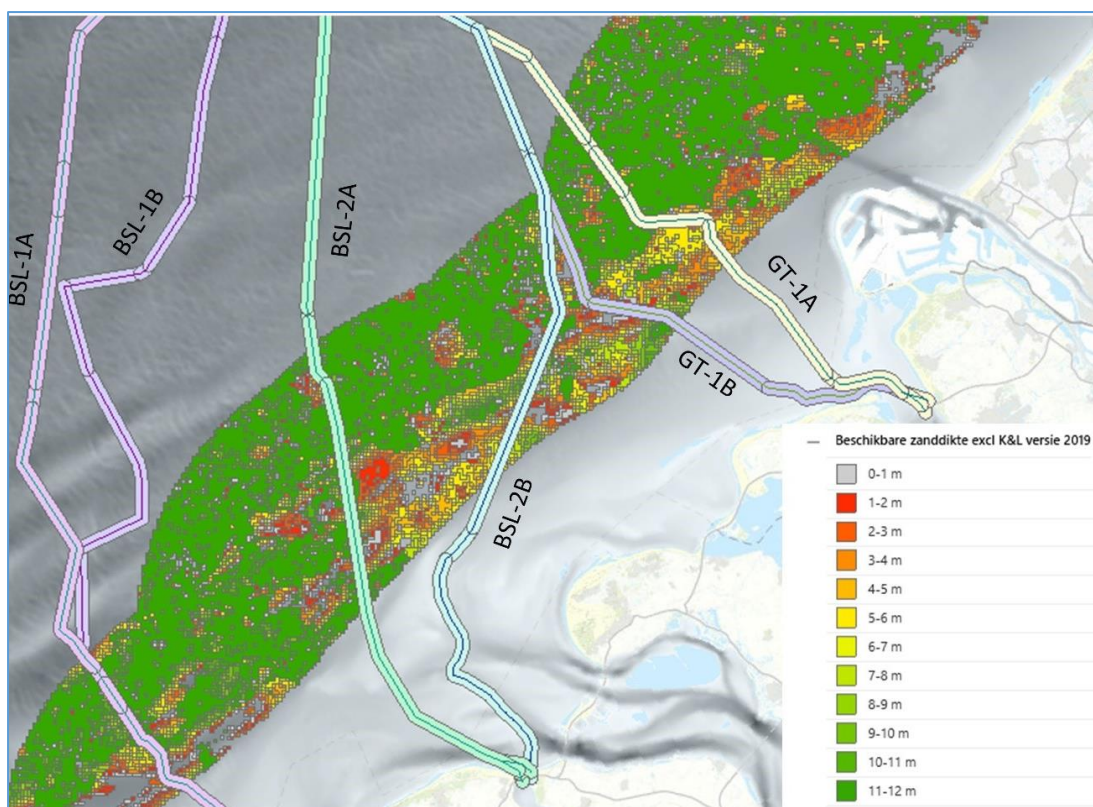 BSL-1A
BSL-1B
BSL-2A
BSL-2B
GT-1A
GT-1B
Beschikbare zanddikte excl K&L versie 2019
0-1 m
1-2 m
2-3 m
3-4 m
4-5 m
5-6 m
6-7 m
7-8 m
8-9 m
9-10 m
10-11 m
11-12 m